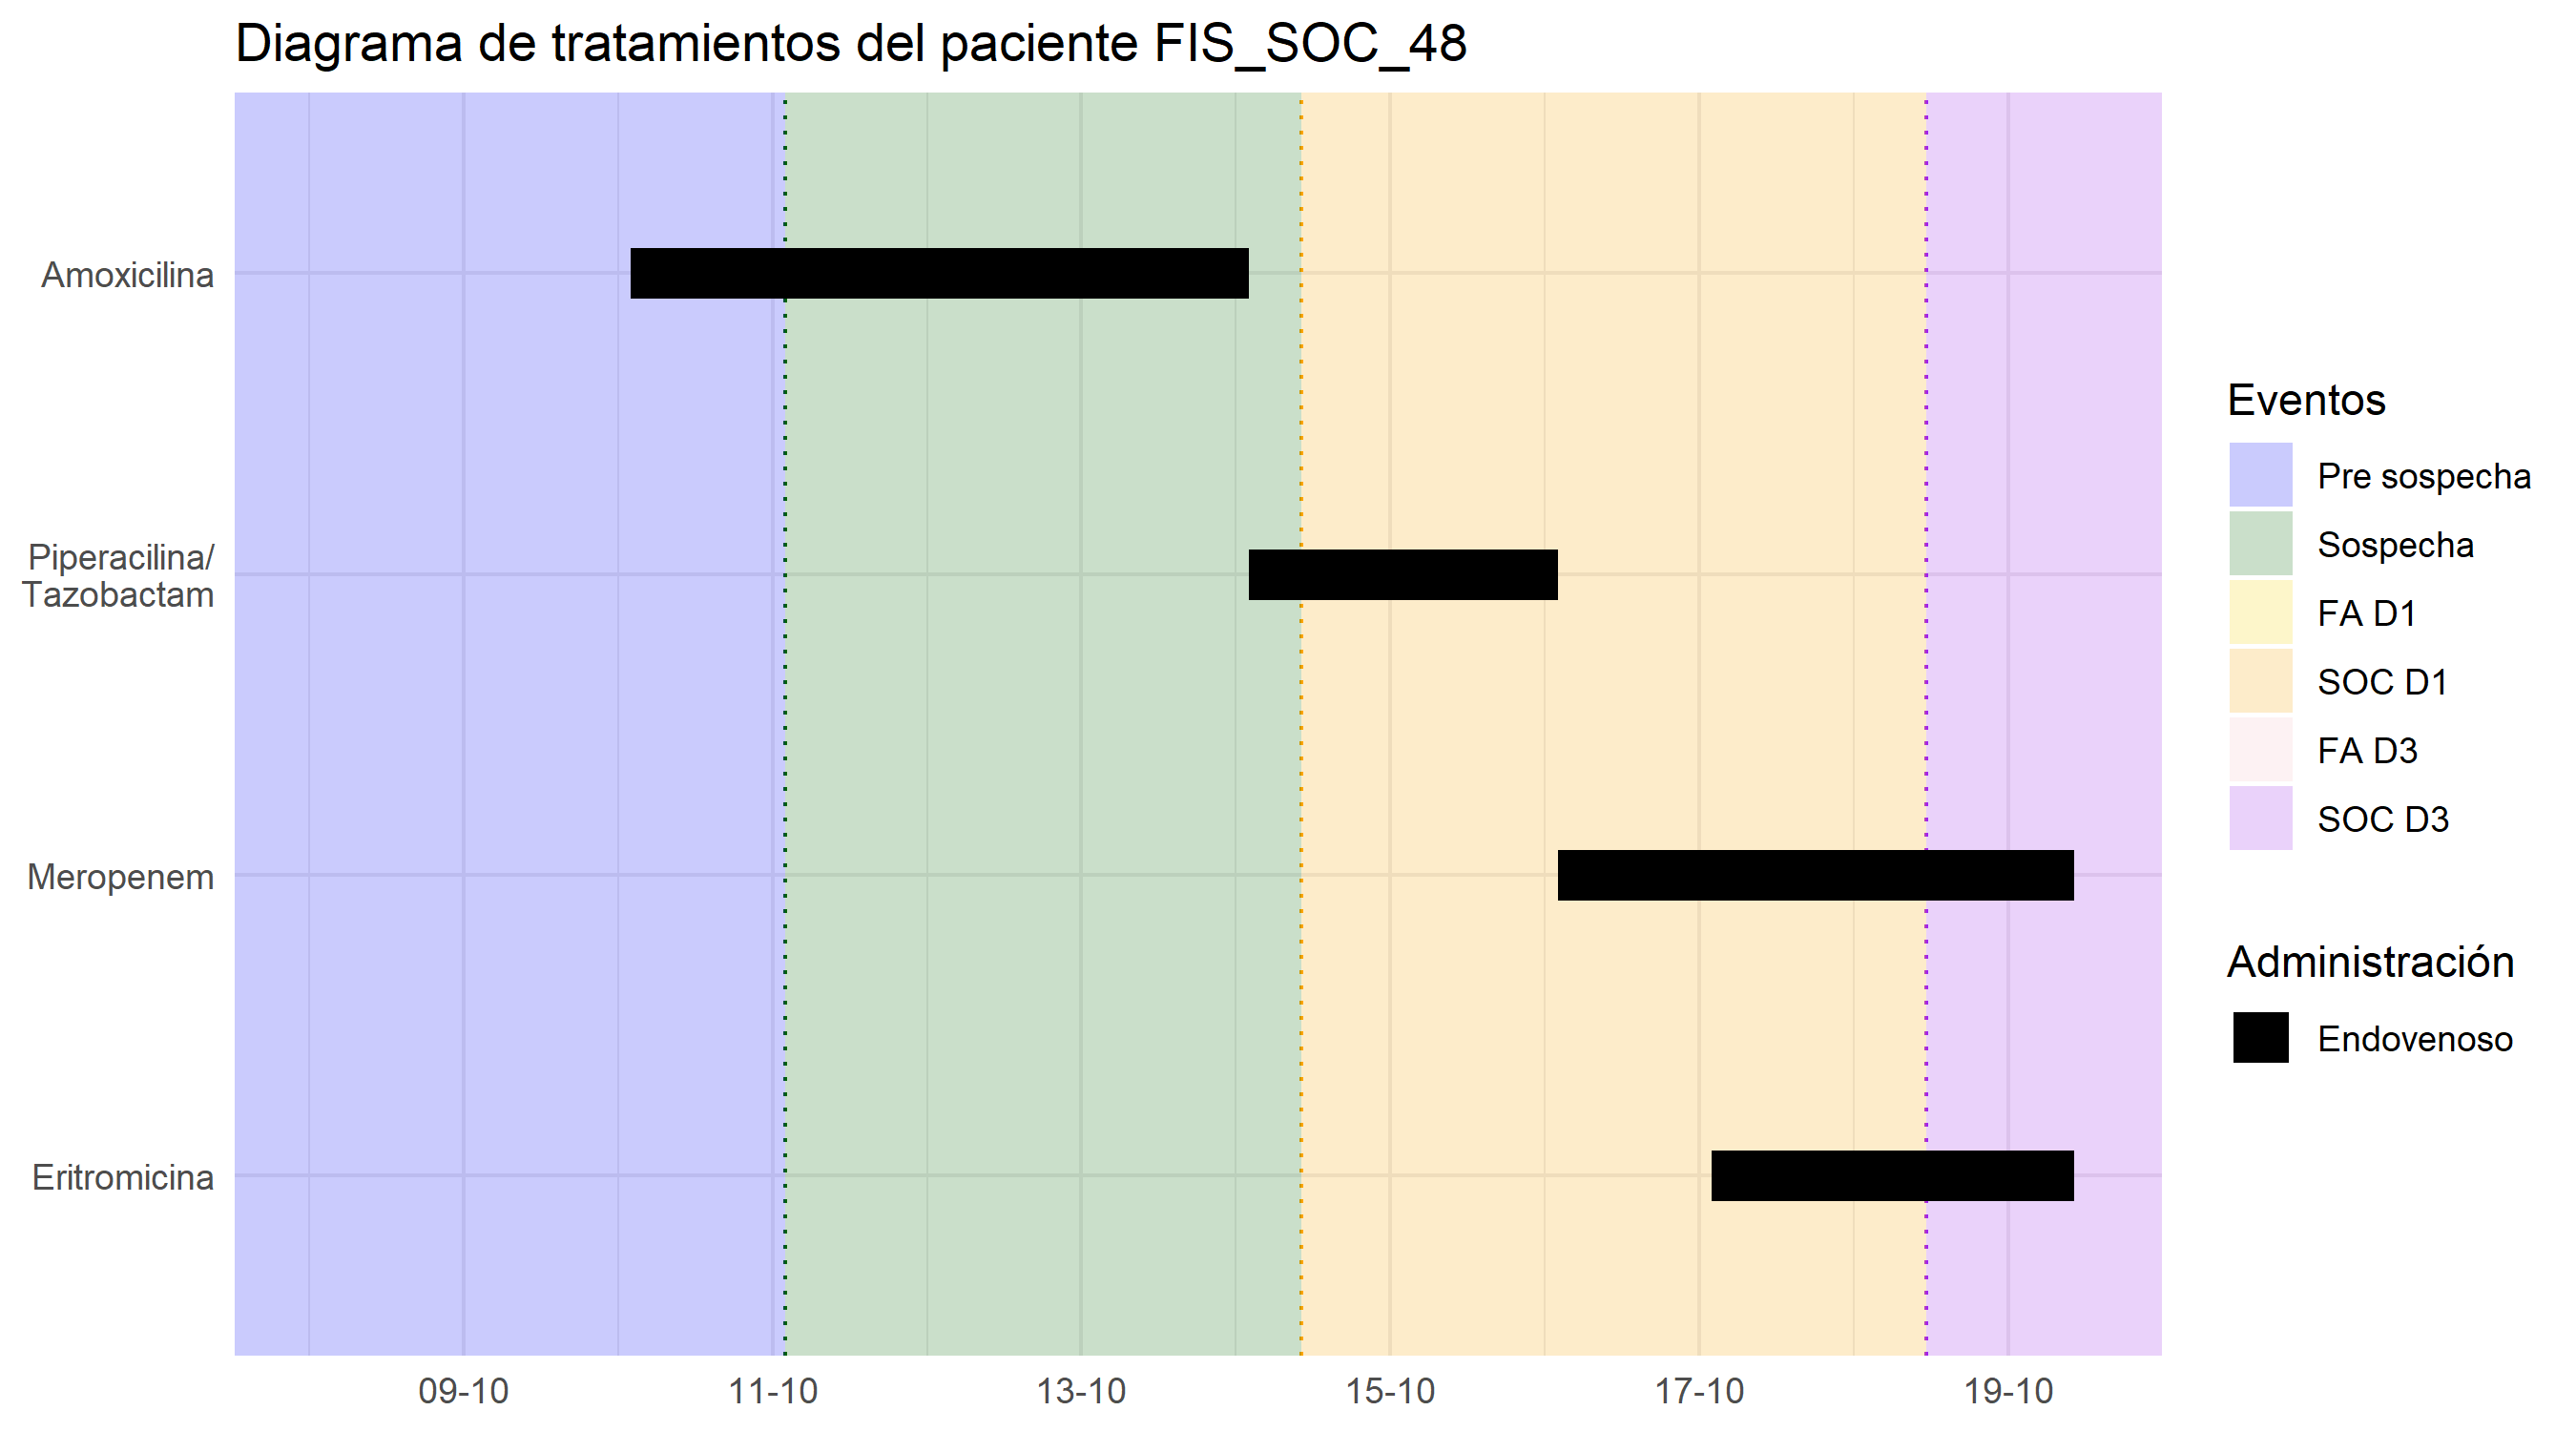 Diagrama de tratamientos del paciente FIS_SOC_48
Amoxicilina
Piperacilina/
Tazobactam
Meropenem
Eritromicina
09-10
11-10
13-10
15-10
17-10
19-10
Eventos
Pre sospecha
Sospecha
FA D1
SOC D1
FA D3
SOC D3
Administración
Endovenoso